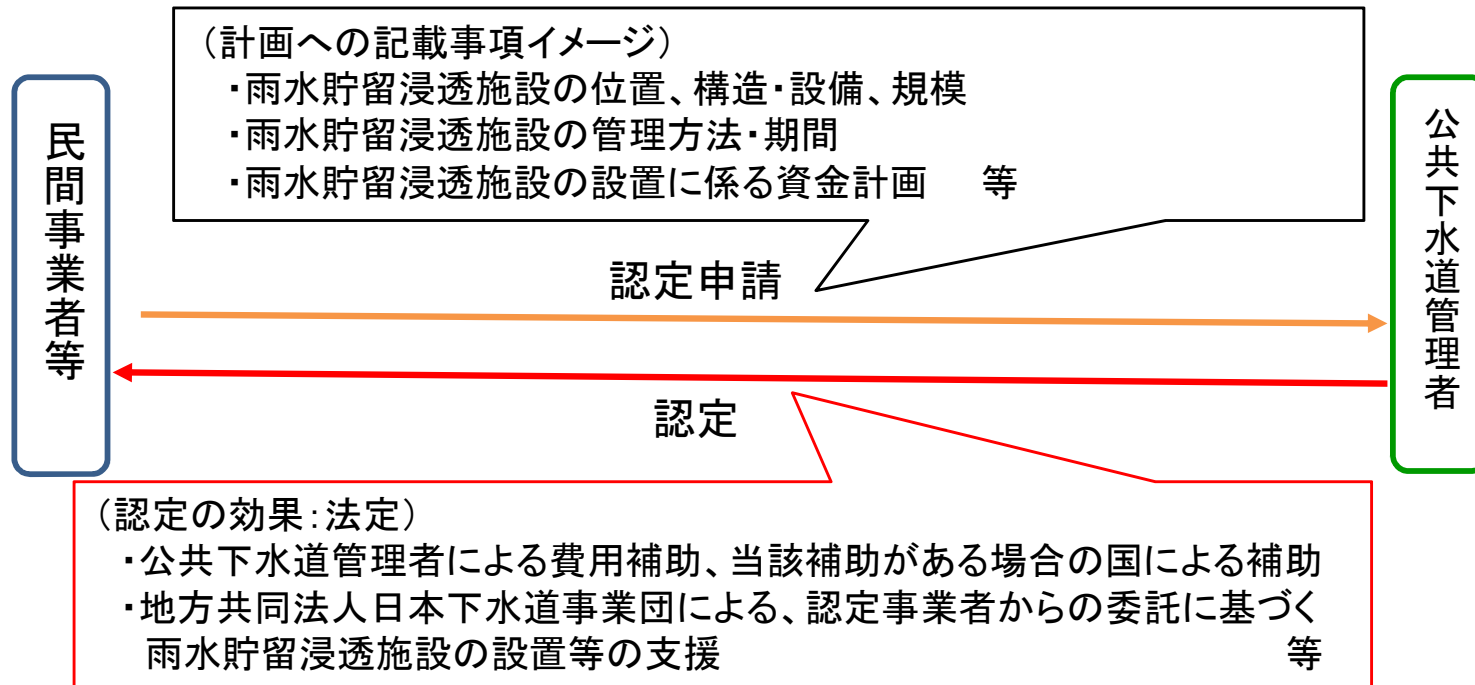 (計画への記載事項イメージ)
・雨水貯留浸透施設の位置、構造・設備、規模
・雨水貯留浸透施設の管理方法・期間
・雨水貯留浸透施設の設置に係る資金計画　等
民間事業者等
公共下水道管理者
認定申請
認定
(認定の効果:法定)
・公共下水道管理者による費用補助、当該補助がある場合の国による補助
・地方共同法人日本下水道事業団による、認定事業者からの委託に基づく
雨水貯留浸透施設の設置等の支援　等